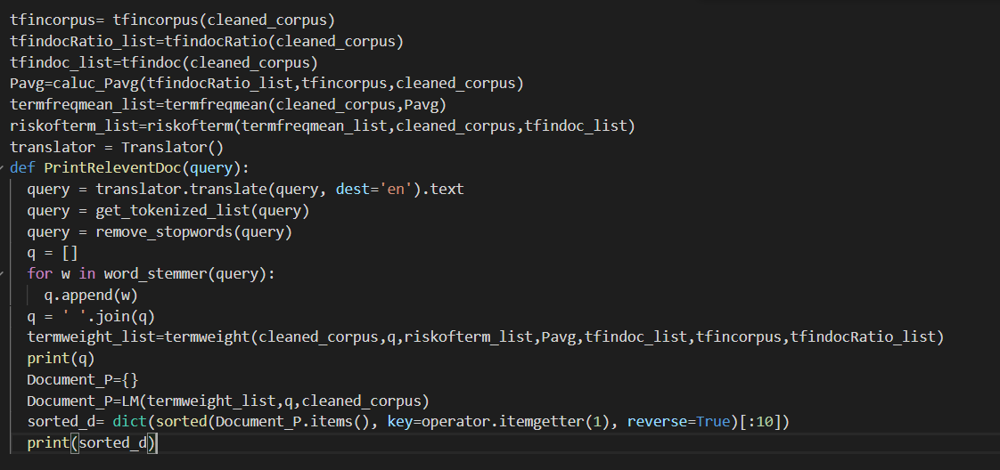 tfincorpus= tfincorpus(cleaned_corpus)
tfindocRatio_list=tfindocRatio(cleaned_corpus)
tfindoc_list=tfindoc(cleaned_corpus)
Pavg=caluc_Pavg(tfindocRatio_list,tfincorpus,cleaned_corpus)
termfreqmean_list=termfreqmean(cleaned_corpus,Pavg)
riskofterm_list=riskofterm(termfreqmean_list,cleaned_corpus,tfindoc_list)
translator = Translator()
def PrintReleventDoc(query):
  query = translator.translate(query, dest='en').text
  query = get_tokenized_list(query)
  query = remove_stopwords(query)
  q = []
  for w in word_stemmer(query):
    q.append(w)
  q = ' '.join(q)
  termweight_list=termweight(cleaned_corpus,q,riskofterm_list,Pavg,tfindoc_list,tfincorpus,tfindocRatio_list)
  print(q)
  Document_P={}
  Document_P=LM(termweight_list,q,cleaned_corpus)
  sorted_d= dict(sorted(Document_P.items(), key=operator.itemgetter(1), reverse=True)[:10])
  print(sorted_d)